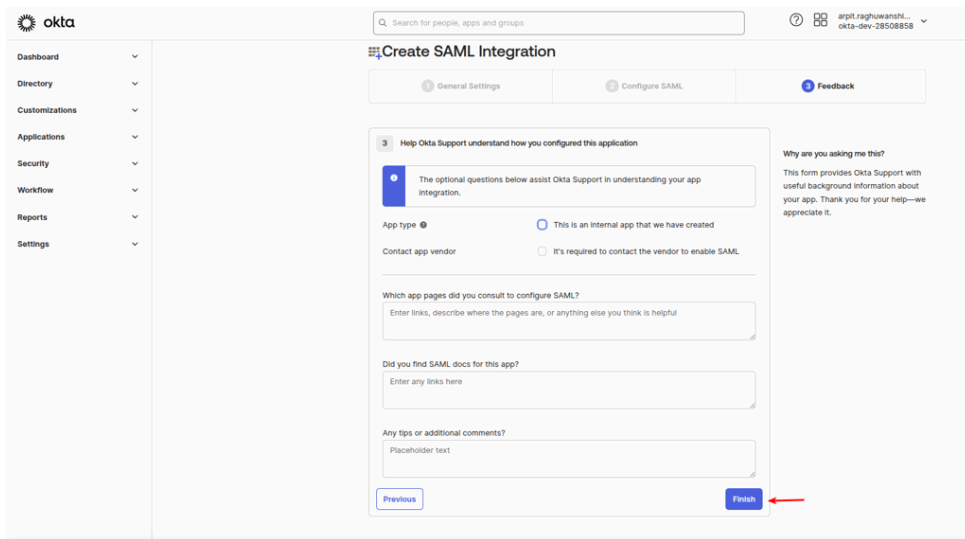 okta
Search for people, apps and groups
arpit.raghuwanshi...
okta-dev-28508858
Dashboard
Directory
Customizations
Applications
Security
Workflow
Reports
Settings
Create SAML Integration
1 General Settings
2 Configure SAML
3 Feedback
3 Help Okta Support understand how you configured this application
The optional questions below assist Okta Support in understanding your app
integration.
App type
This is an internal app that we have created
Contact app vendor
It's required to contact the vendor to enable SAML
Which app pages did you consult to configure SAML?
Enter links, describe where the pages are, or anything else you think is helpful
Did you find SAML docs for this app?
Enter any links here
Any tips or additional comments?
Placeholder text
Previous
Finish
Why are you asking me this?
This form provides Okta Support with
useful background information about
your app. Thank you for your help—we
appreciate it.